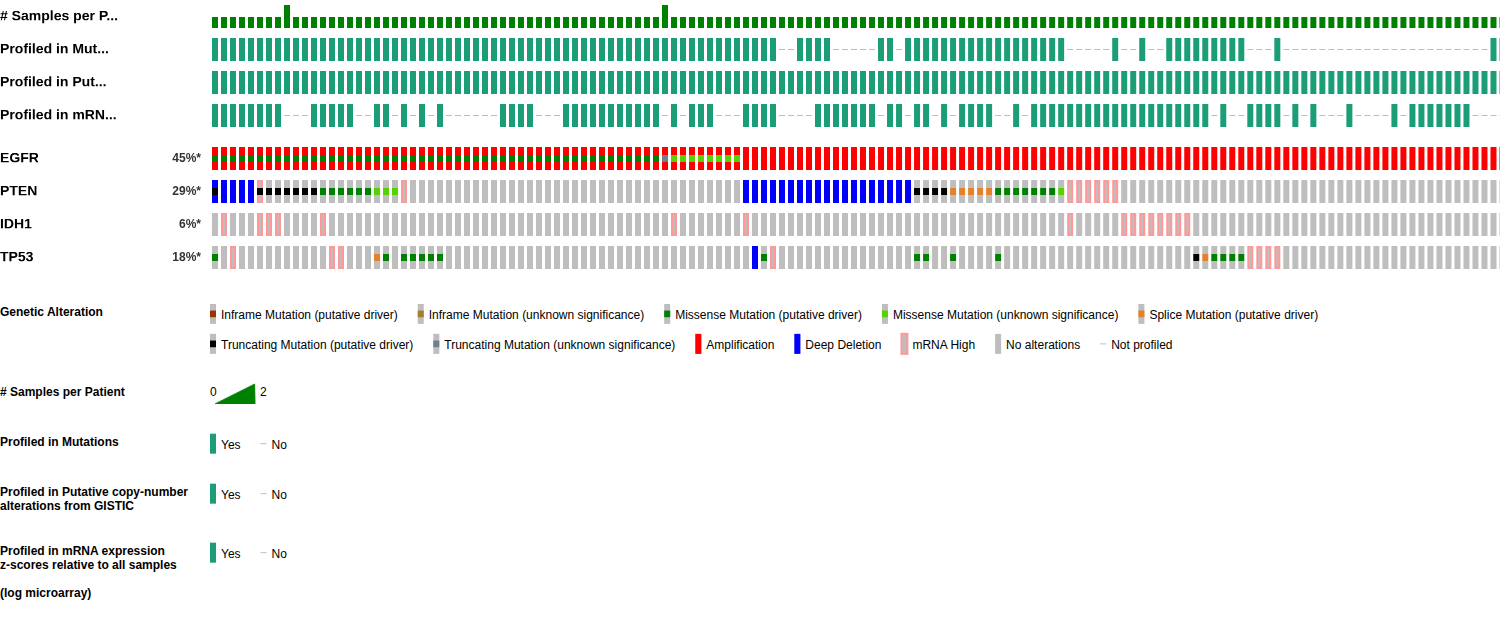 # Samples per P...
Profiled in Mut...
Profiled in Put...
Profiled in mRN...
EGFR 45%*
PTEN 29%*
IDH1 6%*
TP53 18%*
Genetic Alteration Inframe Mutation (putative driver) Inframe Mutation (unknown significance) Missense Mutation (putative driver) Missense Mutation (unknown significance) Splice Mutation (putative driver)
Truncating Mutation (putative driver) Truncating Mutation (unknown significance) Amplification Deep Deletion mRNA High No alterations Not profiled
# Samples per Patient 0 2
Profiled in Mutations Yes No
Profiled in Putative copy-number
alterations from GISTIC Yes No
Profiled in mRNA expression
z-scores relative to all samples Yes No
(log microarray)